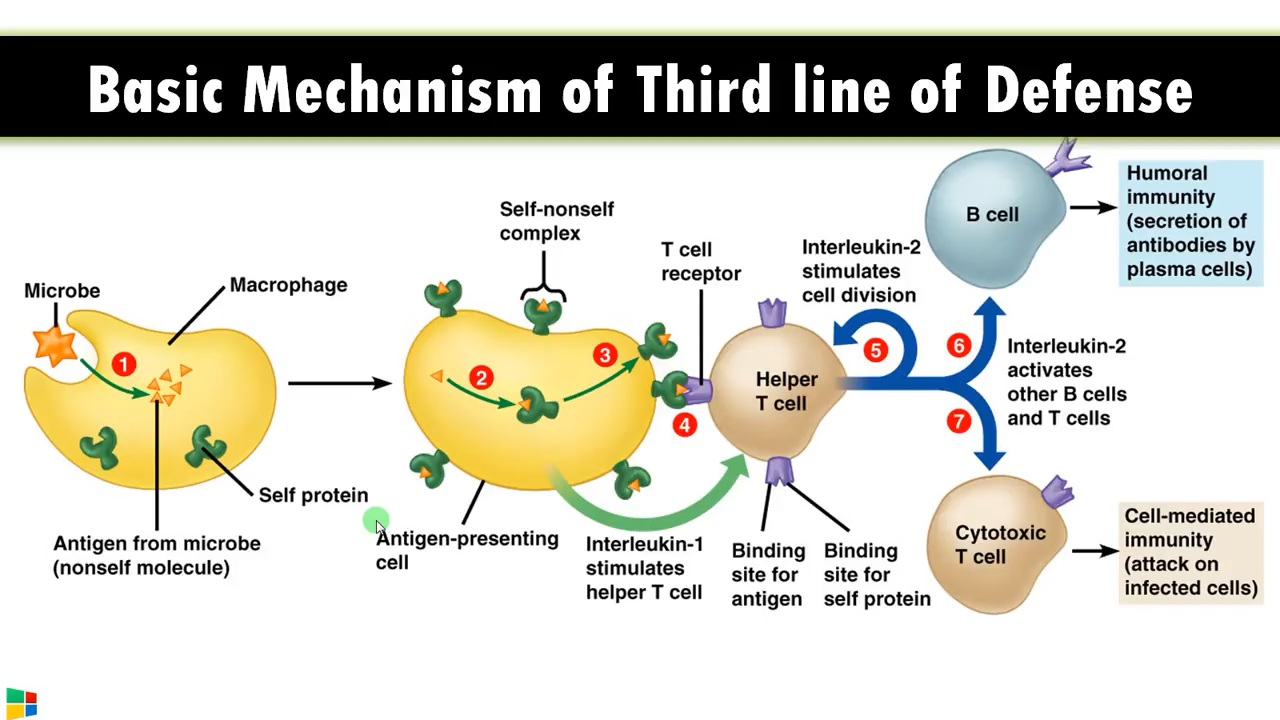 Basic Mechanism of Third line of Defense
Microbe
Macrophage
1
Self protein
Antigen from microbe
(nonself molecule)
Self-nonself
complex
2
3
4
Antigen-presenting
cell
T cell
receptor
Interleukin-1
stimulates
helper T cell
Helper
T cell
Binding
site for
antigen
Binding
site for
self protein
Interleukin-2
stimulates
cell division
5
6
7
Interleukin-2
activates
other B cells
and T cells
B cell
Humoral
immunity
(secretion of
antibodies by
plasma cells)
Cytotoxic
T cell
Cell-mediated
immunity
(attack on
infected cells)